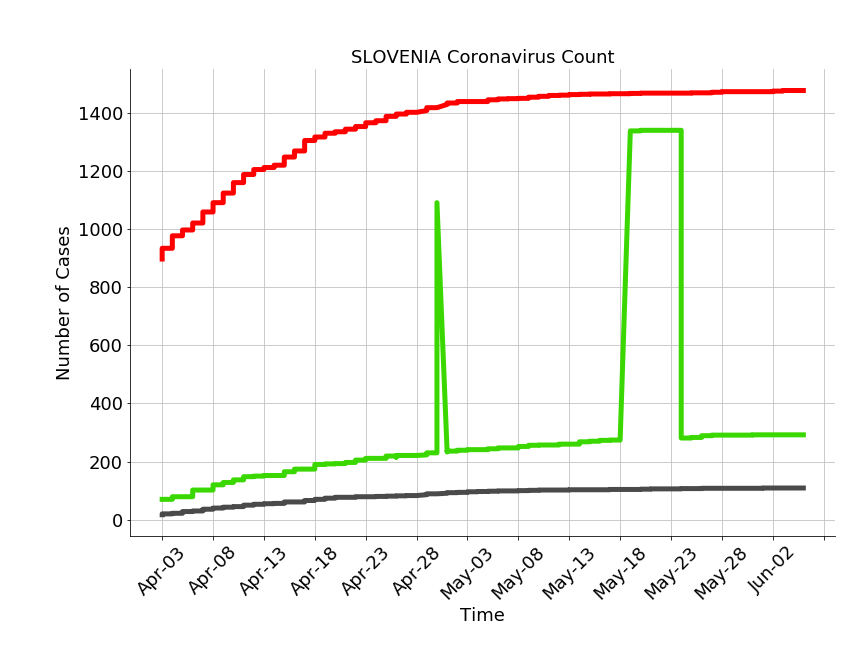 SLOVENIA Coronavirus Count
Number of Cases
1400
1200
1000
800
600
400
200
0
Apr-03
Apr-08
Apr-13
Apr-18
Apr-23
Apr-28
May-03
May-08
May-13
May-18
May-23
May-28
Jun-02
Time